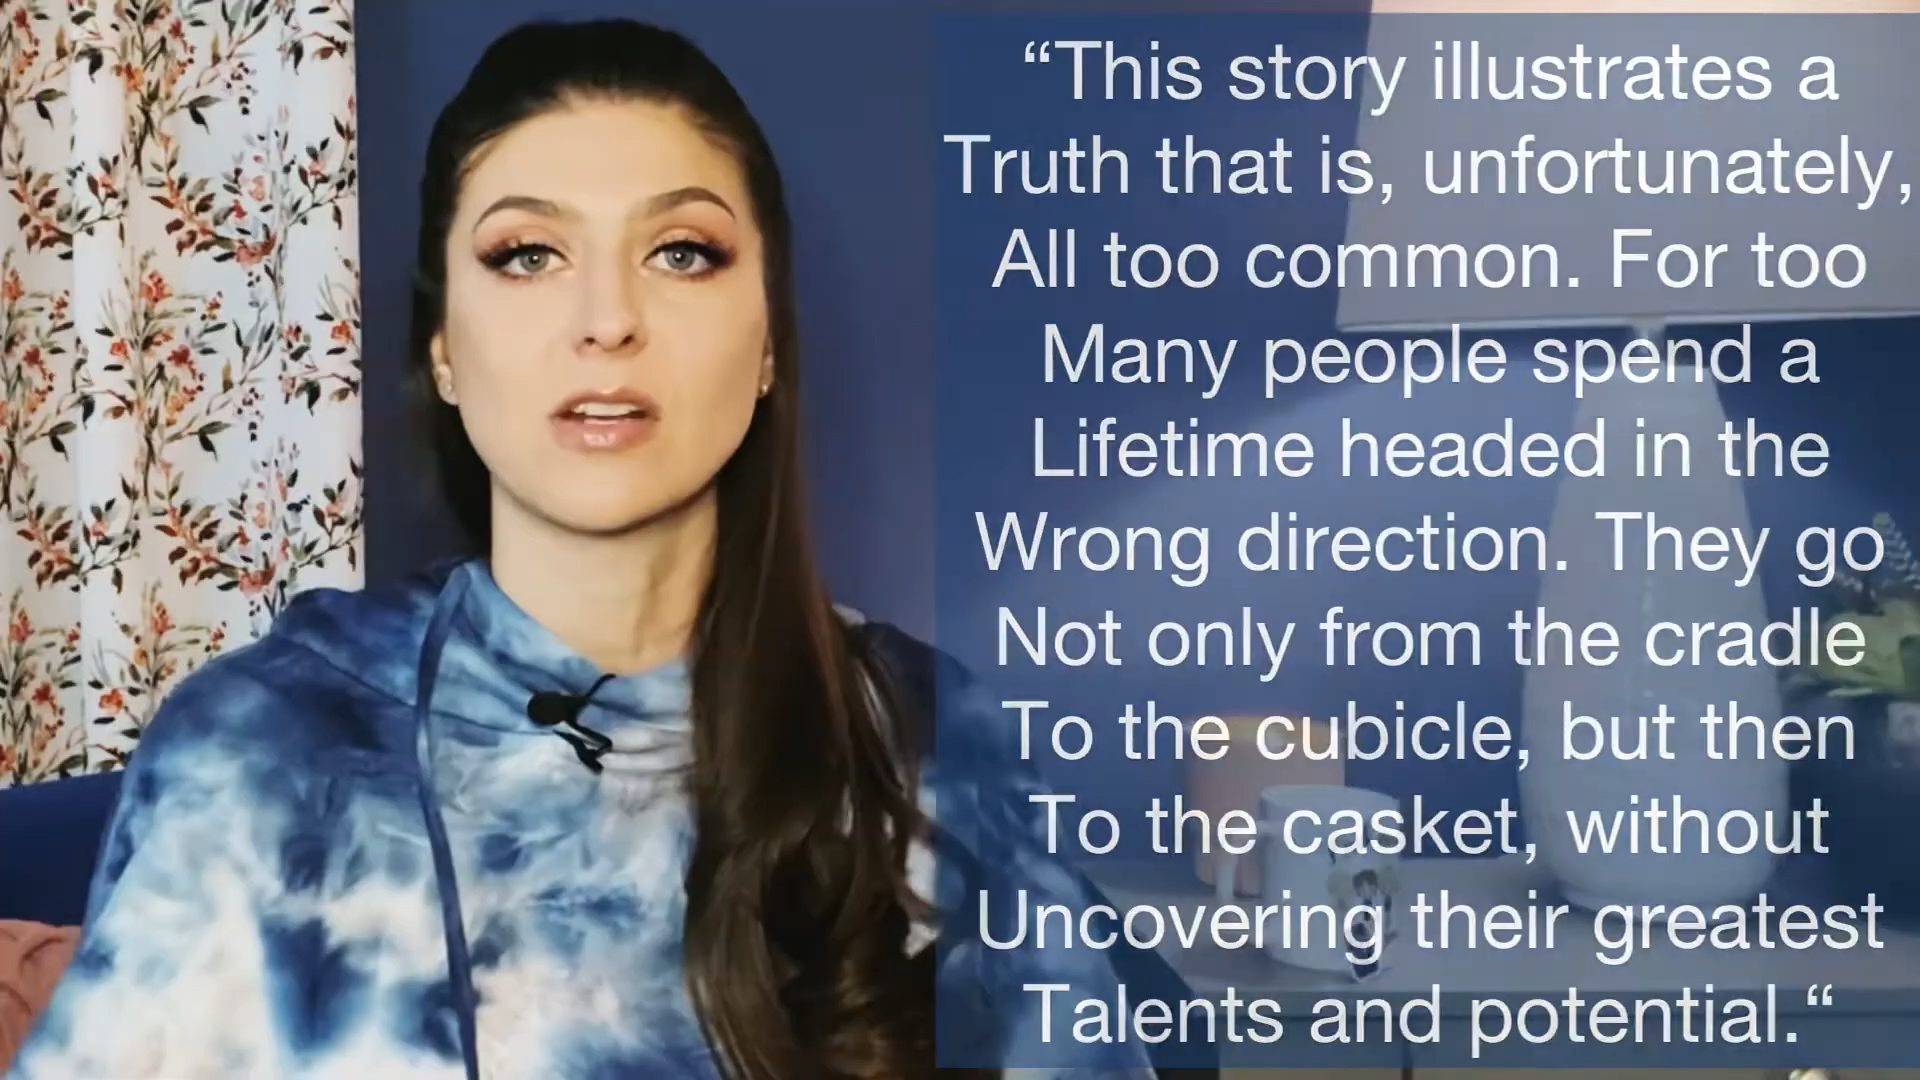 “This story illustrates a
Truth that is, unfortunately,
All too common. For too
Many people spend a
Lifetime headed in the
Wrong direction. They go
Not only from the cradle
To the cubicle, but then
To the casket, without
Uncovering their greatest
Talents and potential.“